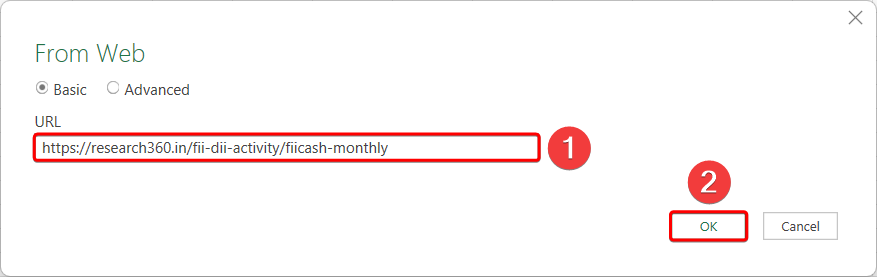 From Web
Basic Advanced
URL
https://research360.in/fii-dii-activity/fiicash-monthly
1
2
OK Cancel